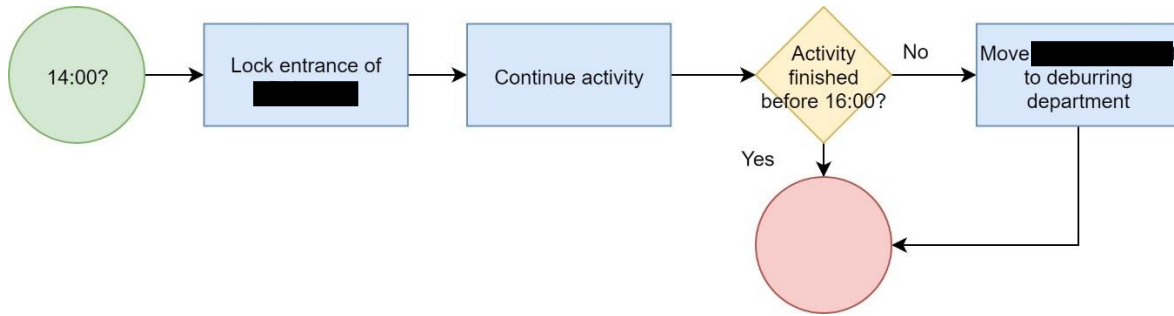 14:00?
Lock entrance of
Continue activity
Activity
finished
before 16:00?
No
Move
to deburring
department
Yes